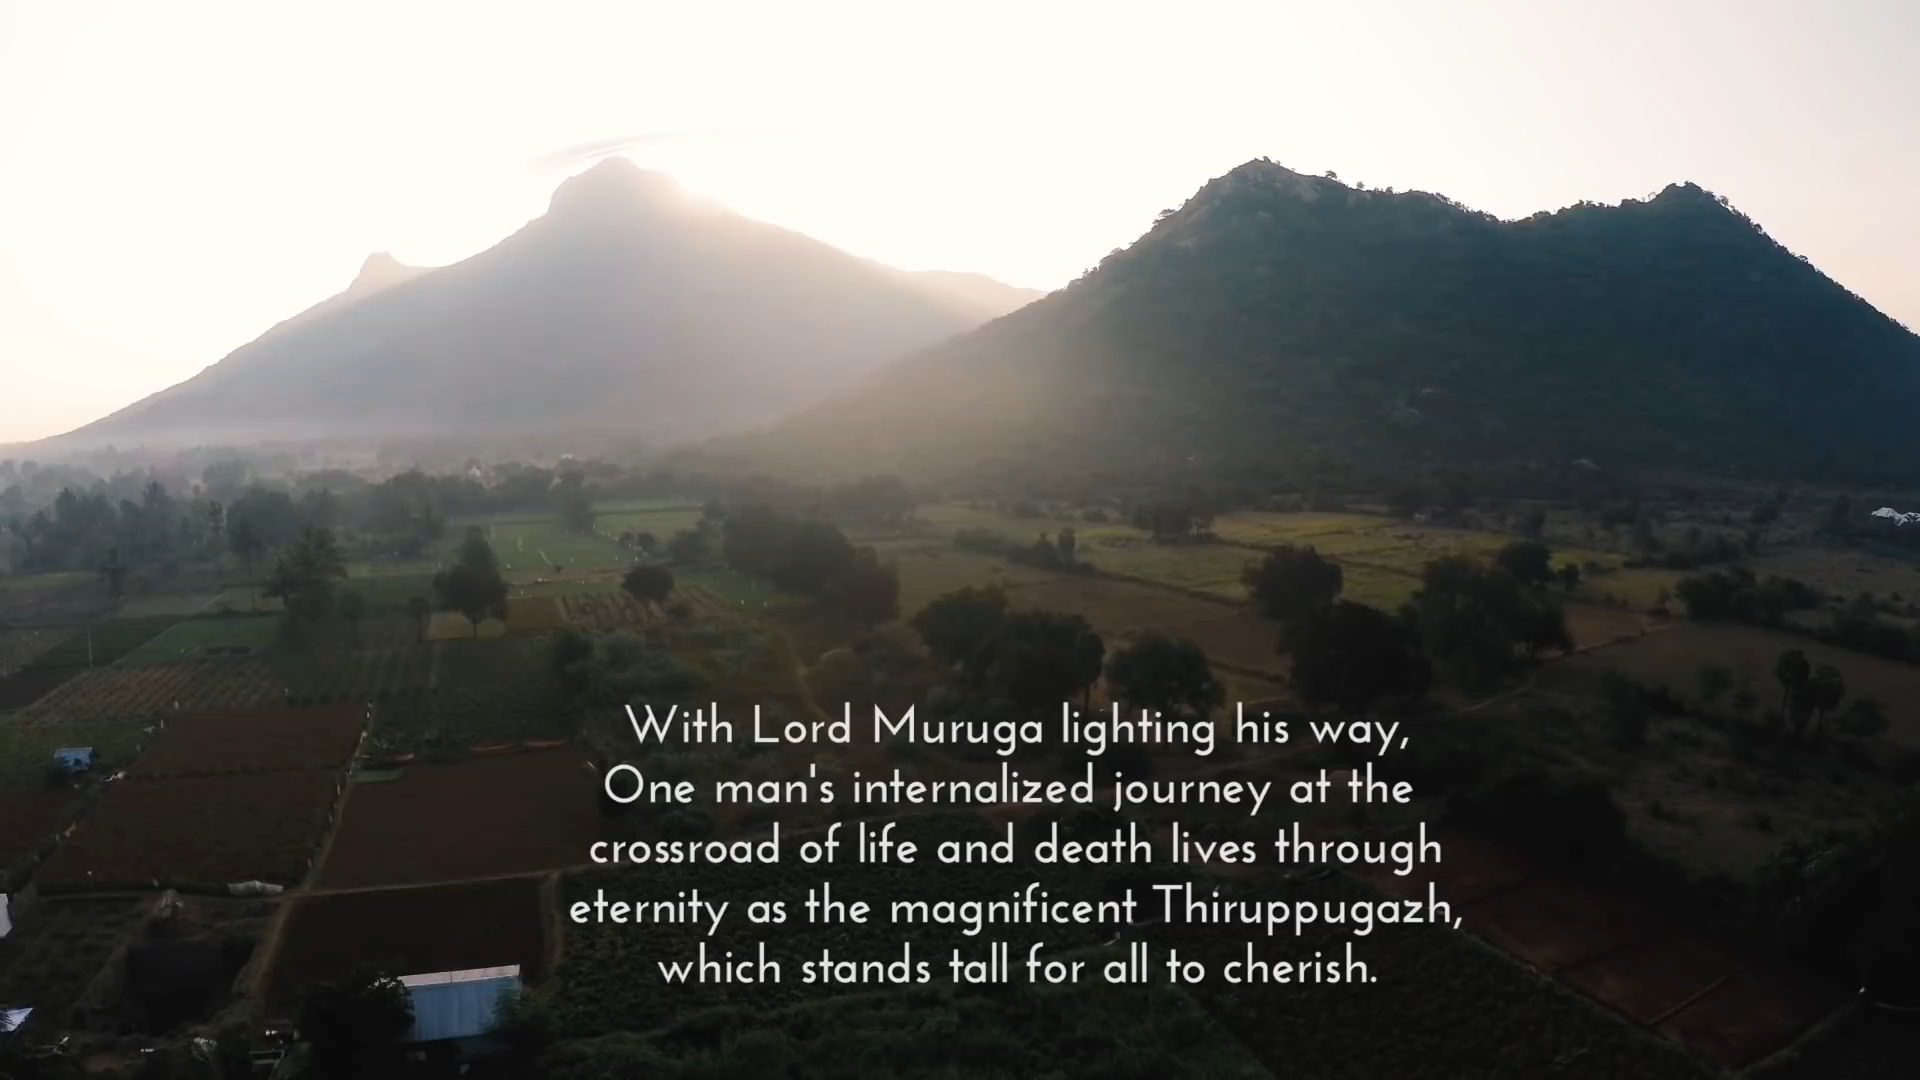 With Lord Muruga lighting his way,
One man's internalized journey at the
crossroad of life and death lives through
eternity as the magnificent Thiruppugazh,
which stands tall for all to cherish.